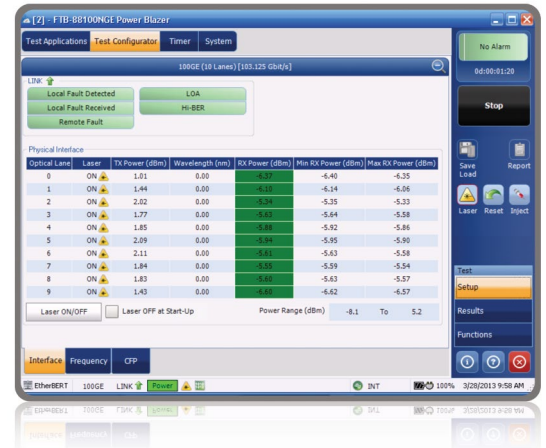 [2] - FTB-88100NGE Power Blazer
Test Applications Test Configurator Timer System
100GE (10 Lanes) [103.125 Gbit/s]
LINK
Local Fault Detected LOA
Local Fault Received Hi-BER
Remote Fault
Physical Interface
Optical Lane Laser TX Power (dBm) Wavelength (nm) RX Power (dBm) Min RX Power (dBm) Max RX Power (dBm)
0 ON 1.01 0.00 -6.37 -6.40 -6.35
1 ON 1.44 0.00 -6.10 -6.14 -6.06
2 ON 2.02 0.00 -5.34 -5.35 -5.33
3 ON 1.77 0.00 -5.63 -5.64 -5.58
4 ON 1.85 0.00 -5.88 -5.92 -5.86
5 ON 2.09 0.00 -5.94 -5.95 -5.90
6 ON 2.11 0.00 -5.61 -5.63 -5.58
7 ON 1.84 0.00 -5.55 -5.59 -5.54
8 ON 1.83 0.00 -5.60 -5.63 -5.57
9 ON 1.43 0.00 -6.60 -6.62 -6.57
Laser ON/OFF Laser OFF at Start-Up Power Range (dBm) -8.1 To 5.2
Interface Frequency CFP
EtherBERT 100GE LINK Power INT 100% 3/28/2013 9:58 AM
No Alarm
0d:00:01:20
Stop
Save
Load
Report
Laser Reset Inject
Test
Setup
Results
Functions